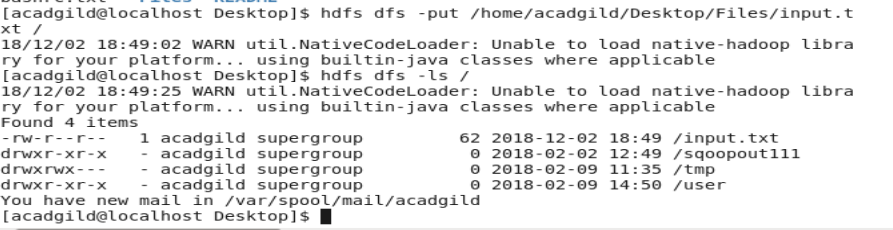 [acadgild@localhost Desktop]$ hdfs dfs -put /home/acadgild/Desktop/Files/input.t
xt /
18/12/02 18:49:02 WARN util.NativeCodeLoader: Unable to load native-hadoop libra
ry for your platform... using builtin-java classes where applicable
[acadgild@localhost Desktop]$ hdfs dfs -ls /
18/12/02 18:49:25 WARN util.NativeCodeLoader: Unable to load native-hadoop libra
ry for your platform... using builtin-java classes where applicable
Found 4 items
-rw-r--r--   1 acadgild supergroup         62 2018-12-02 18:49 /input.txt
drwxr-xr-x   - acadgild supergroup          0 2018-02-02 12:49 /sqoopout111
drwxrwx---   - acadgild supergroup          0 2018-02-09 11:35 /tmp
drwxr-xr-x   - acadgild supergroup          0 2018-02-09 14:50 /user
You have new mail in /var/spool/mail/acadgild
[acadgild@localhost Desktop]$